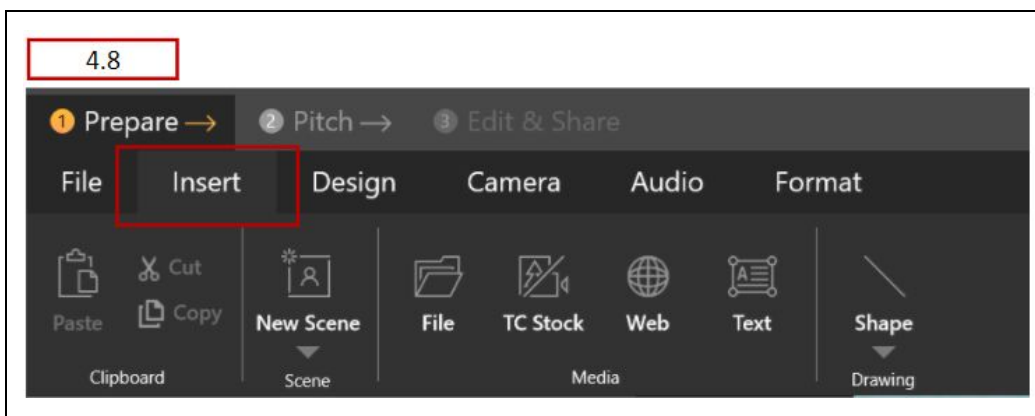 4.8
1 Prepare → 2 Pitch → 3 Edit & Share
File Insert Design Camera Audio Format
Cut
Copy
Paste New Scene File TC Stock Web Text Shape
Clipboard Scene Media Drawing